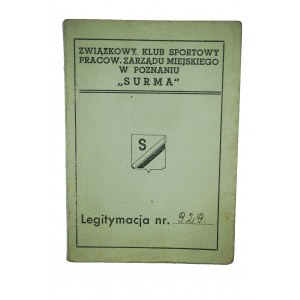 ZWIĄZKOWY KLUB SPORTOWY
PRACOW. ZARZĄDU MIEJSKIEGO
W POZNANIU
„SURMA"
S
Legitymacja nr. 929.